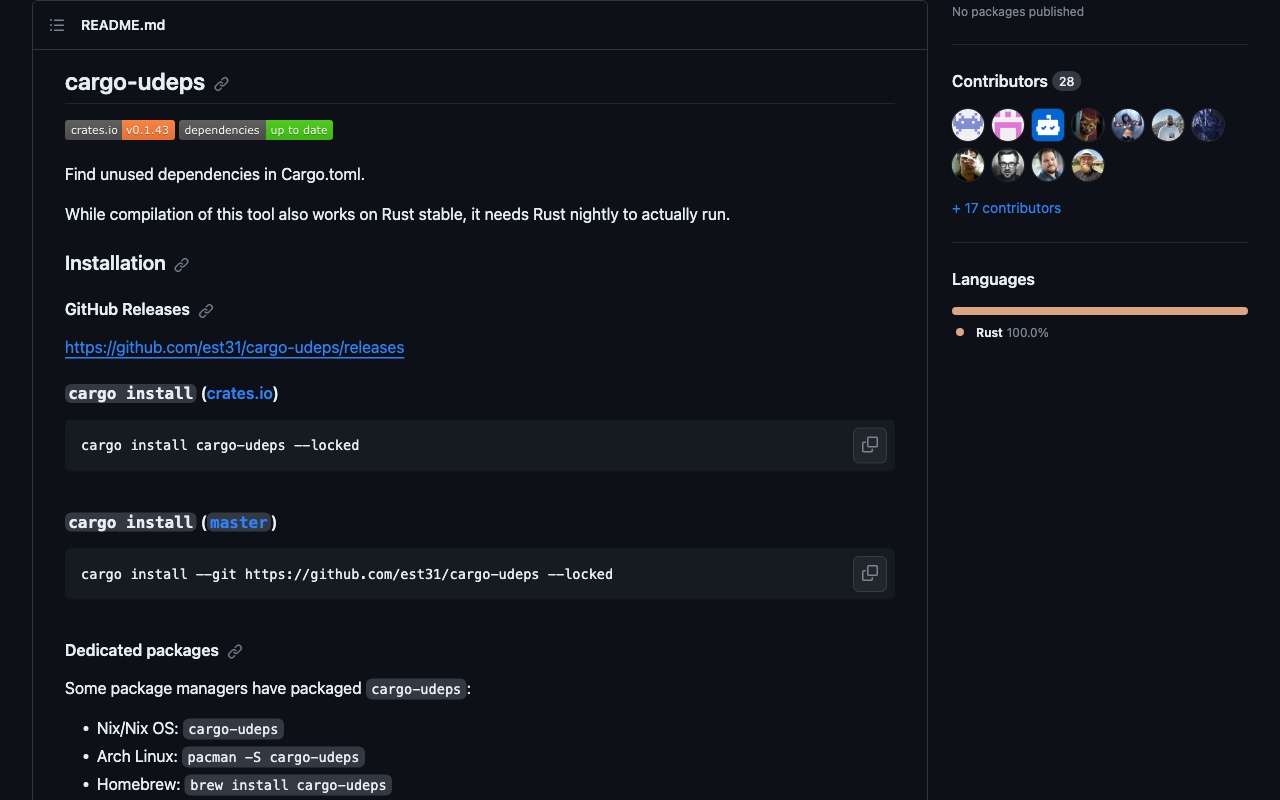 README.md
cargo-udeps
crates.io v0.1.43 dependencies up to date
Find unused dependencies in Cargo.toml.
While compilation of this tool also works on Rust stable, it needs Rust nightly to actually run.
Installation
GitHub Releases
https://github.com/est31/cargo-udeps/releases
cargo install (crates.io)
cargo install cargo-udeps --locked
cargo install (master)
cargo install --git https://github.com/est31/cargo-udeps --locked
Dedicated packages
Some package managers have packaged cargo-udeps:
• Nix/Nix OS: cargo-udeps
• Arch Linux: pacman -S cargo-udeps
• Homebrew: brew install cargo-udeps
No packages published
Contributors 28
+ 17 contributors
Languages
Rust 100.0%